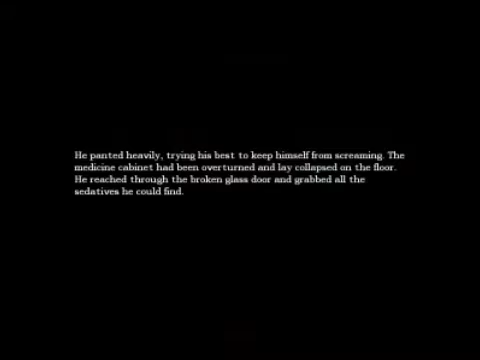 He panted heavily, trying his best to keep himself from screaming. The
medicine cabinet had been overturned and lay collapsed on the floor.
He reached through the broken glass door and grabbed all the
sedatives he could find.